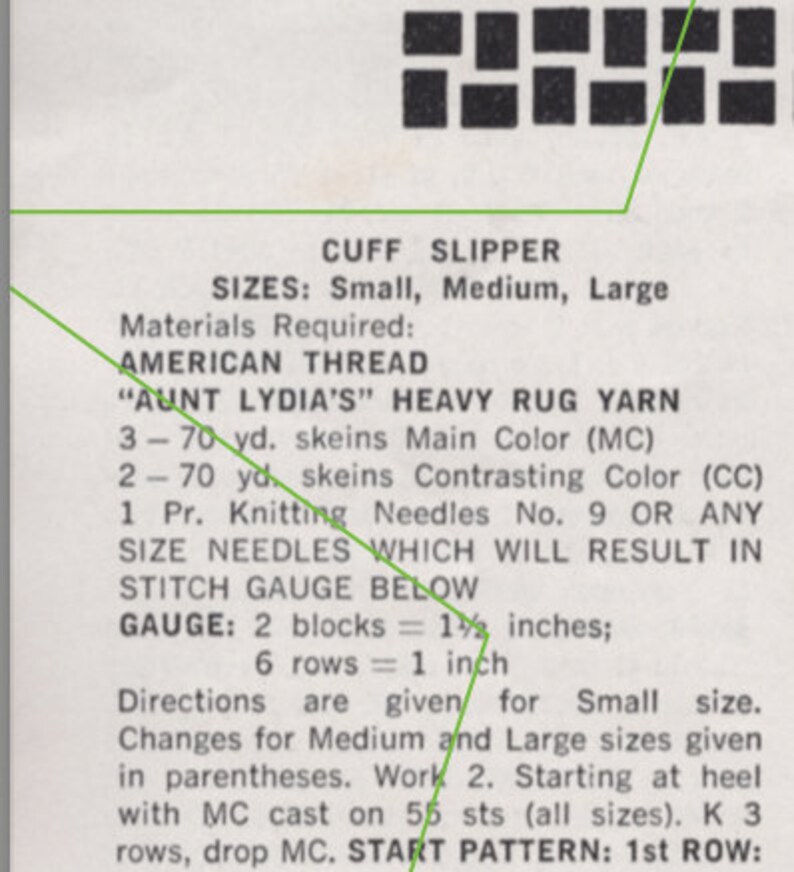 CUFF SLIPPER
SIZES: Small, Medium, Large
Materials Required:
AMERICAN THREAD
“AUNT LYDIA’S” HEAVY RUG YARN
3 – 70 yd. skeins Main Color (MC)
2 – 70 yd. skeins Contrasting Color (CC)
1 Pr. Knitting Needles No. 9 OR ANY
SIZE NEEDLES WHICH WILL RESULT IN
STITCH GAUGE BELOW
GAUGE: 2 blocks = 1½ inches;
6 rows = 1 inch
Directions are given for Small size.
Changes for Medium and Large sizes given
in parentheses. Work 2. Starting at heel
with MC cast on 55 sts (all sizes). K 3
rows, drop MC. START PATTERN: 1st ROW: